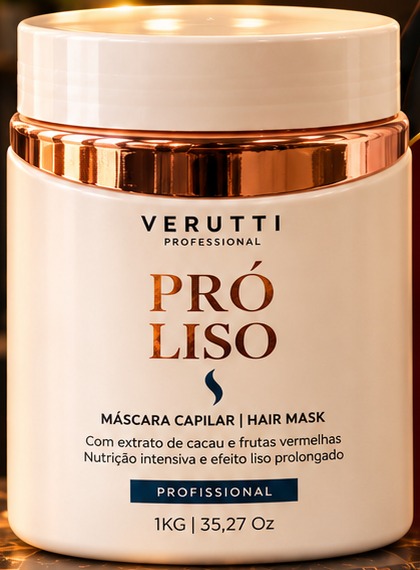 VERUTTI
PROFESSIONAL
PRÓ
LISO
MÁSCARA CAPILAR | HAIR MASK
Com extrato de cacau e frutas vermelhas
Nutrição intensiva e efeito liso prolongado
PROFISSIONAL
1KG | 35,27 Oz